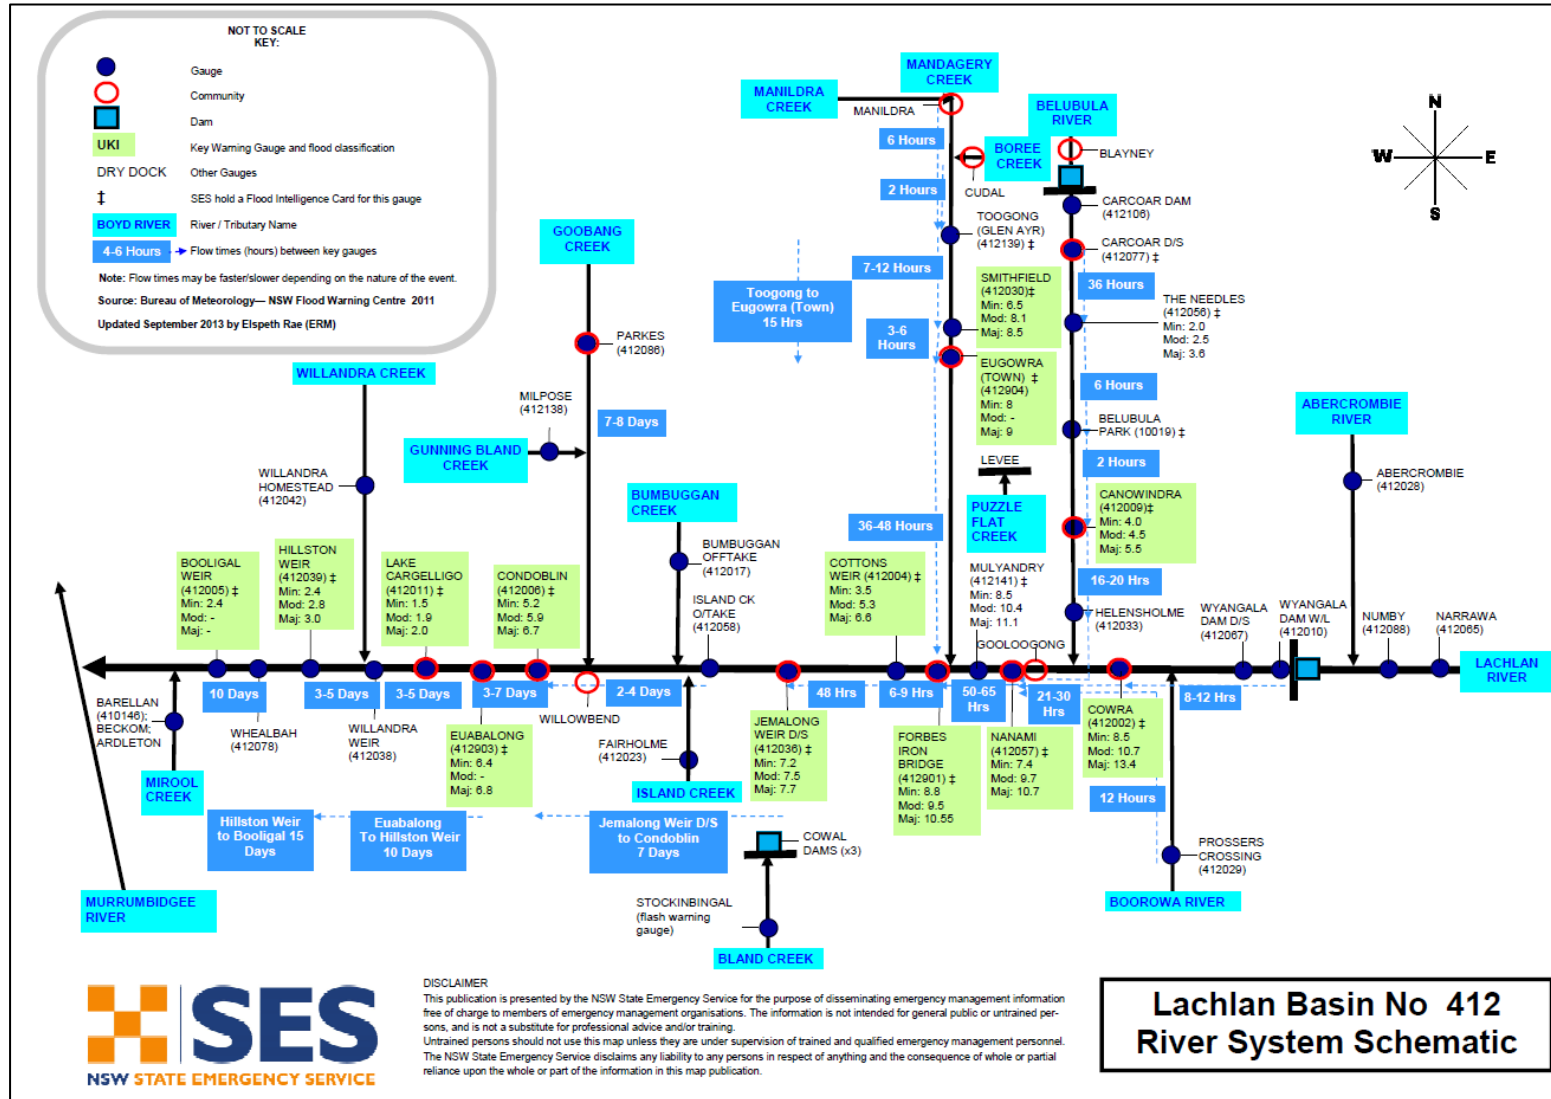 NOT TO SCALE
KEY:
Gauge
Community
Dam
UKI
Key Warning Gauge and flood classification
DRY DOCK
Other Gauges
‡
SES hold a Flood Intelligence Card for this gauge
BOYD RIVER
River / Tributary Name
4-6 Hours
Flow times (hours) between key gauges
Note: Flow times may be faster/slower depending on the nature of the event.
Source: Bureau of Meteorology— NSW Flood Warning Centre 2011
Updated September 2013 by Elspeth Rae (ERM)
MANDAGERY
CREEK
MANILDRA
CREEK
MANILDRA
6 Hours
BOREE
CREEK
CUDAL
2 Hours
TOOGONG
(GLEN AYR)
(412139) ‡
7-12 Hours
Toogong to
Eugowra (Town)
15 Hrs
SMITHFIELD
(412030)‡
Min: 6.5
Mod: 8.1
Maj: 8.5
3-6
Hours
EUGOWRA
(TOWN) ‡
(412904)
Min: 8
Mod: -
Maj: 9
36-48 Hours
BELUBULA
RIVER
BLAYNEY
CARCOAR DAM
(412106)
CARCOAR D/S
(412077) ‡
36 Hours
THE NEEDLES
(412056) ‡
Min: 2.0
Mod: 2.5
Maj: 3.6
6 Hours
BELUBULA
PARK (10019) ‡
2 Hours
CANOWINDRA
(412009)‡
Min: 4.0
Mod: 4.5
Maj: 5.5
16-20 Hrs
HELENSHOLME
(412033)
N
W
E
S
GOOBANG
CREEK
PARKES
(412086)
MILPOSE
(412138)
7-8 Days
GUNNING BLAND
CREEK
WILLANDRA CREEK
WILLANDRA
HOMESTEAD
(412042)
BUMBUGGAN
CREEK
BUMBUGGAN
OFFTAKE
(412017)
ISLAND CK
O/TAKE
(412058)
LEVEE
PUZZLE
FLAT
CREEK
MULYANDRY
(412141) ‡
Min: 8.5
Mod: 10.4
Maj: 11.1
GOOLOOGONG
ABERCROMBIE
RIVER
ABERCROMBIE
(412028)
BOOLIGAL
WEIR
(412005) ‡
Min: 2.4
Mod: -
Maj: -
HILLSTON
WEIR
(412039) ‡
Min: 2.4
Mod: 2.8
Maj: 3.0
LAKE
CARGELLIGO
(412011) ‡
Min: 1.5
Mod: 1.9
Maj: 2.0
CONDOBLIN
(412006) ‡
Min: 5.2
Mod: 5.9
Maj: 6.7
COTTONS
WEIR (412004) ‡
Min: 3.5
Mod: 5.3
Maj: 6.6
WYANGALA
DAM D/S
(412067)
WYANGALA
DAM W/L
(412010)
NUMBY
(412088)
NARRAWA
(412065)
LACHLAN
RIVER
10 Days
3-5 Days
3-5 Days
3-7 Days
2-4 Days
48 Hrs
6-9 Hrs
50-65
Hrs
21-30
Hrs
8-12 Hrs
BARELLAN
(410146);
BECKOM;
ARDLETON
WHEALBAH
(412078)
WILLANDRA
WEIR
(412038)
EUABALONG
(412903) ‡
Min: 6.4
Mod: -
Maj: 6.8
WILLOWBEND
FAIRHOLME
(412023)
JEMALONG
WEIR D/S
(412036) ‡
Min: 7.2
Mod: 7.5
Maj: 7.7
FORBES
IRON
BRIDGE
(412901) ‡
Min: 8.8
Mod: 9.5
Maj: 10.55
NANAMI
(412057) ‡
Min: 7.4
Mod: 9.7
Maj: 10.7
COWRA
(412002) ‡
Min: 8.5
Mod: 10.7
Maj: 13.4
12 Hours
MIROOL
CREEK
ISLAND CREEK
Hillston Weir
to Booligal 15
Days
Euabalong
To Hillston Weir
10 Days
Jemalong Weir D/S
to Condoblin
7 Days
COWAL
DAMS (x3)
PROSSERS
CROSSING
(412029)
MURRUMBIDGEE
RIVER
STOCKINBINGAL
(flash warning
gauge)
BOOROWA RIVER
BLAND CREEK
SES
NSW STATE EMERGENCY SERVICE
DISCLAIMER
This publication is presented by the NSW State Emergency Service for the purpose of disseminating emergency management information
free of charge to members of emergency management organisations. The information is not intended for general public or untrained per-
sons, and is not a substitute for professional advice and/or training.
Untrained persons should not use this map unless they are under supervision of trained and qualified emergency management personnel.
The NSW State Emergency Service disclaims any liability to any persons in respect of anything and the consequence of whole or partial
reliance upon the whole or part of the information in this map publication.
Lachlan Basin No 412
River System Schematic